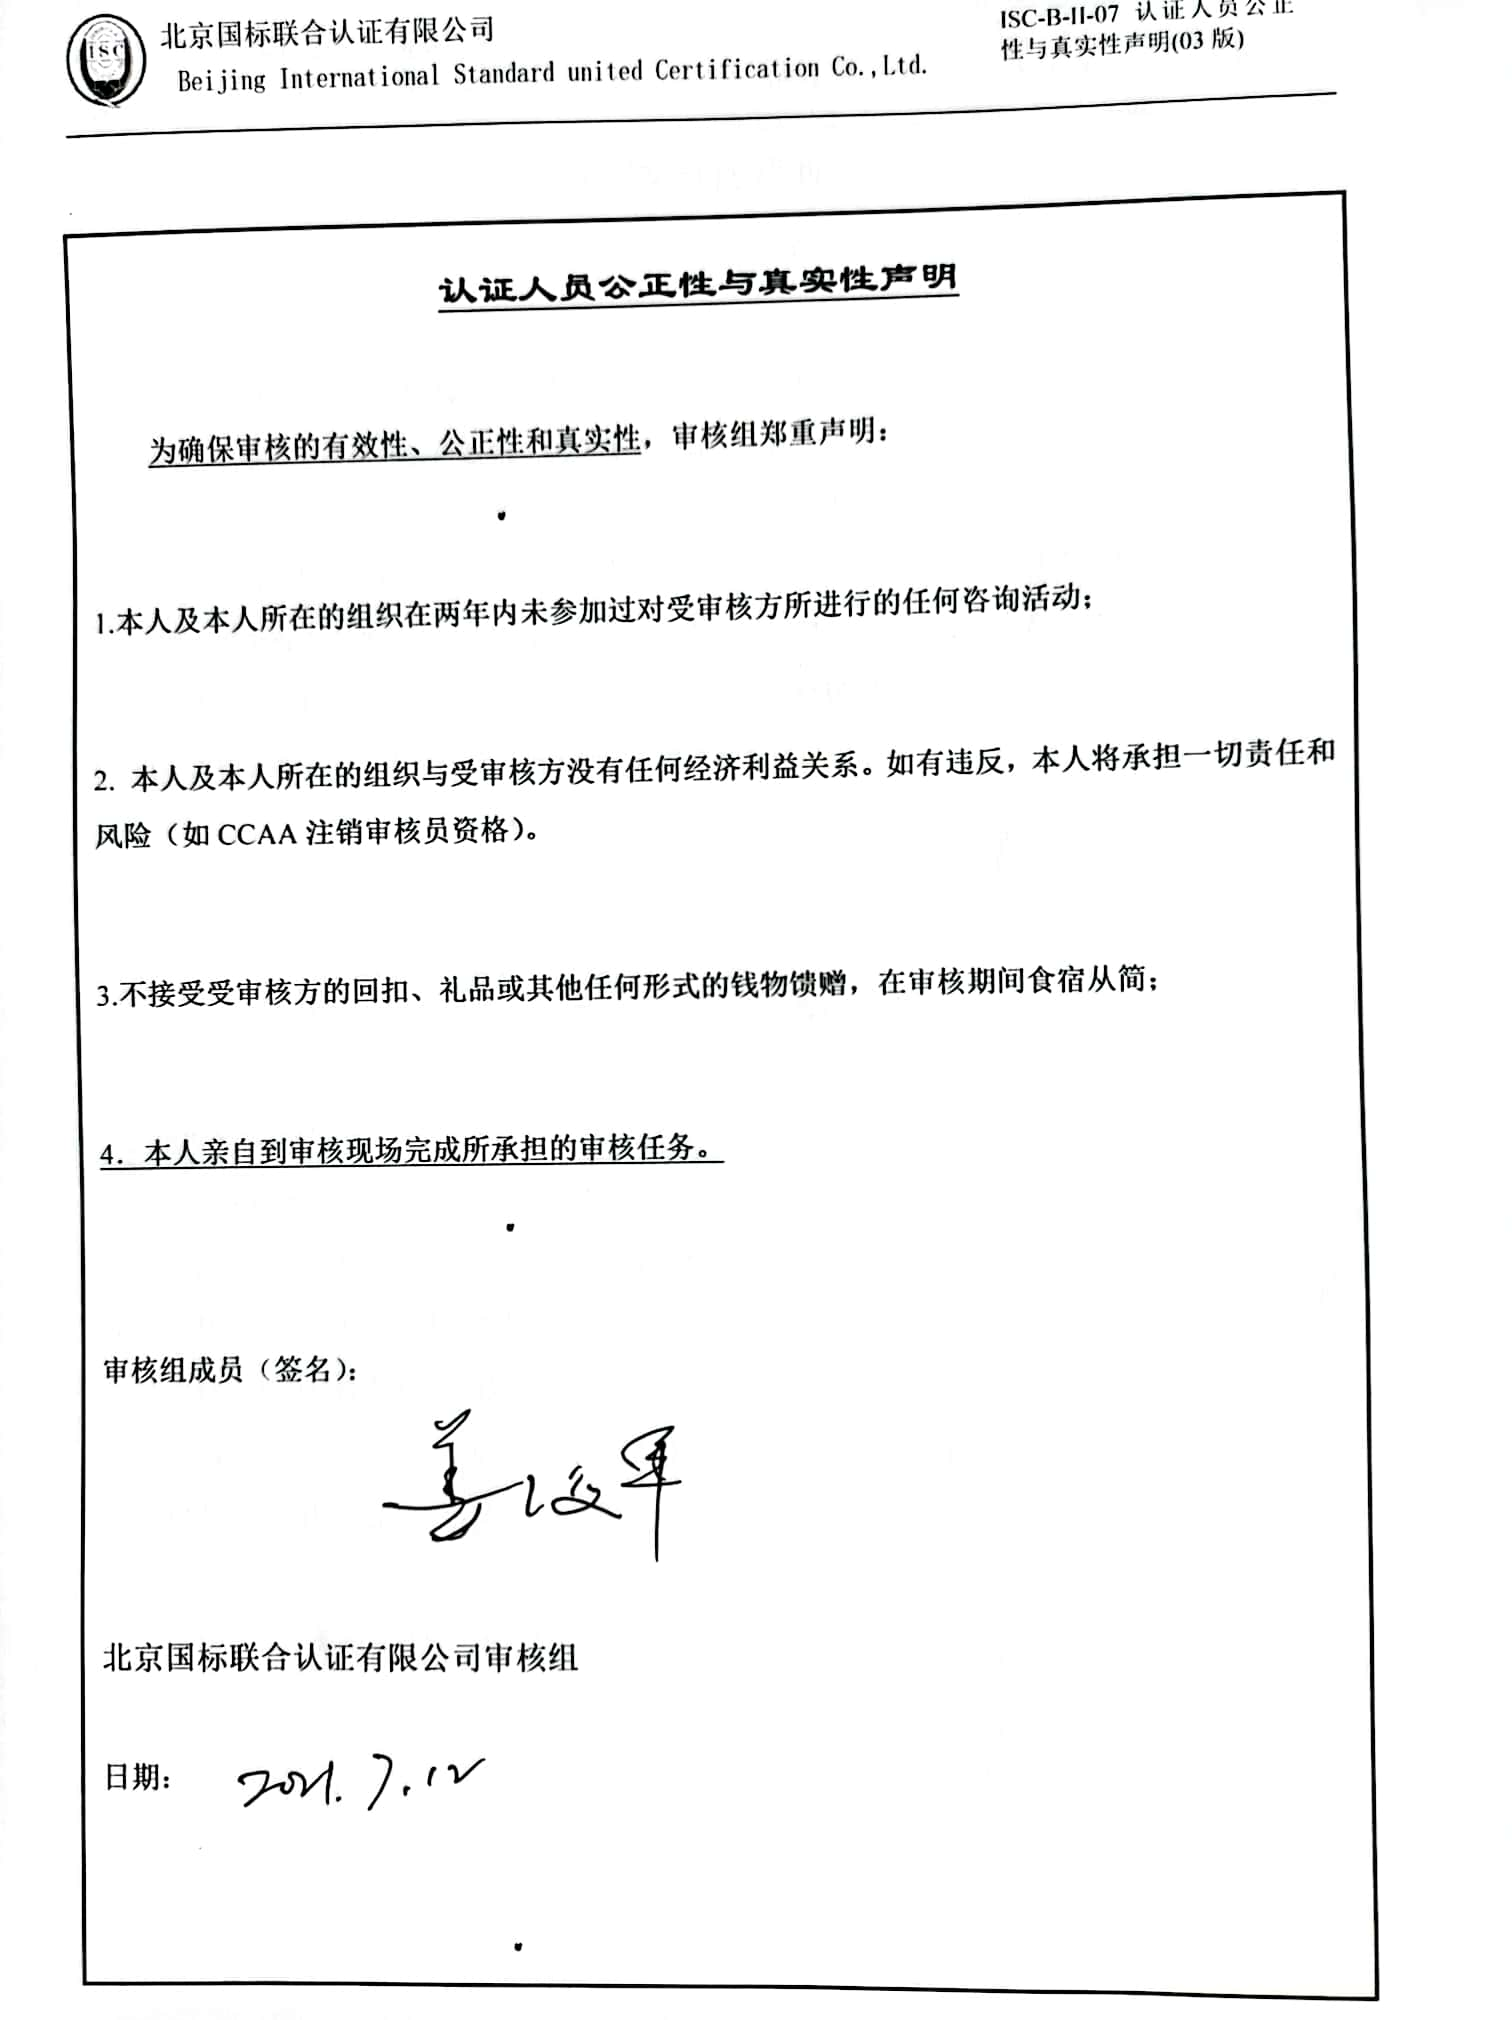 ISC
北京国标联合认证有限公司
Beijing International Standard united Certification Co.,Ltd.
ISC-B-II-07 认证人员公正
性与真实性声明(03 版)
认证人员公正性与真实性声明
为确保审核的有效性、公正性和真实性，审核组郑重声明：
1.本人及本人所在的组织在两年内未参加过对受审核方所进行的任何咨询活动；
2. 本人及本人所在的组织与受审核方没有任何经济利益关系。如有违反，本人将承担一切责任和
风险（如 CCAA 注销审核员资格）。
3.不接受受审核方的回扣、礼品或其他任何形式的钱物馈赠，在审核期间食宿从简；
4. 本人亲自到审核现场完成所承担的审核任务。
审核组成员（签名）：
北京国标联合认证有限公司审核组
日期： 2021.7.12